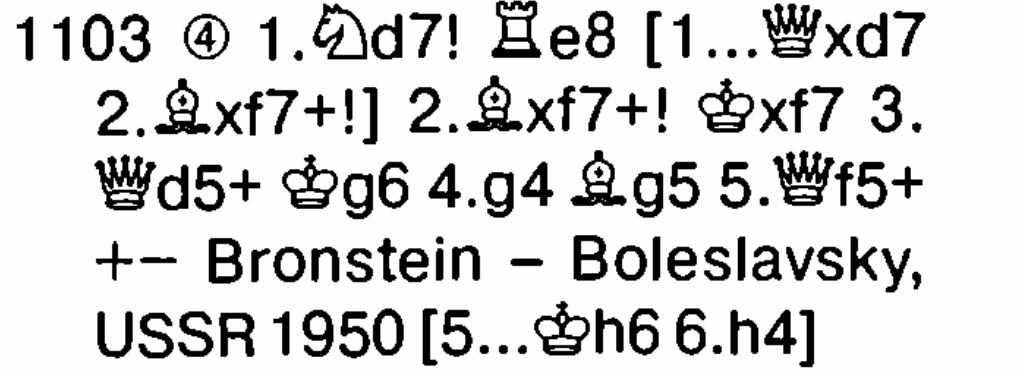 1103 ④ 1.♘d7! ♖e8 [1...♕xd7
2.♗xf7+!] 2.♗xf7+! ♔xf7 3.
♕d5+ ♔g6 4.g4 ♗g5 5.♕f5+
+− Bronstein – Boleslavsky,
USSR 1950 [5...♔h6 6.h4]